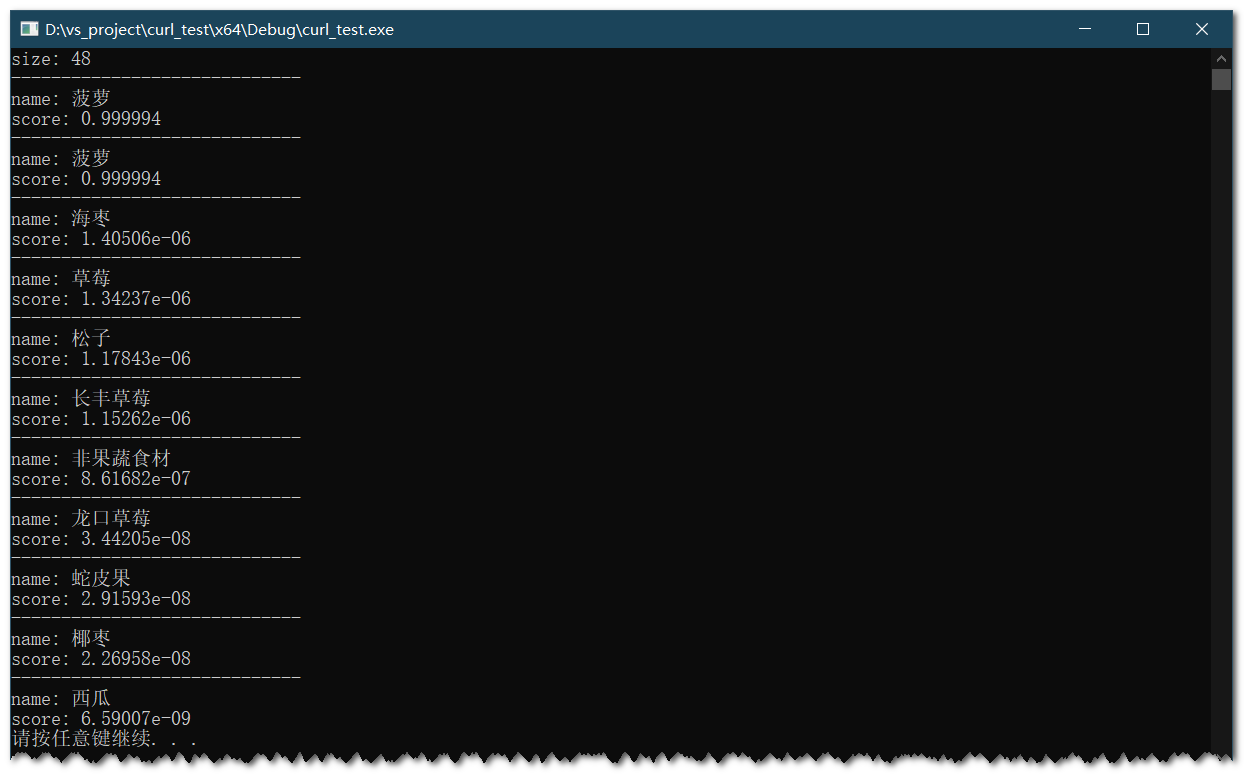 D:\vs_project\curl_test\x64\Debug\curl_test.exe
size: 48
-----------------------------
name: 菠萝
score: 0.999994
-----------------------------
name: 菠萝
score: 0.999994
-----------------------------
name: 海枣
score: 1.40506e-06
-----------------------------
name: 草莓
score: 1.34237e-06
-----------------------------
name: 松子
score: 1.17843e-06
-----------------------------
name: 长丰草莓
score: 1.15262e-06
-----------------------------
name: 非果蔬食材
score: 8.61682e-07
-----------------------------
name: 龙口草莓
score: 3.44205e-08
-----------------------------
name: 蛇皮果
score: 2.91593e-08
-----------------------------
name: 椰枣
score: 2.26958e-08
-----------------------------
name: 西瓜
score: 6.59007e-09
请按任意键继续. . .